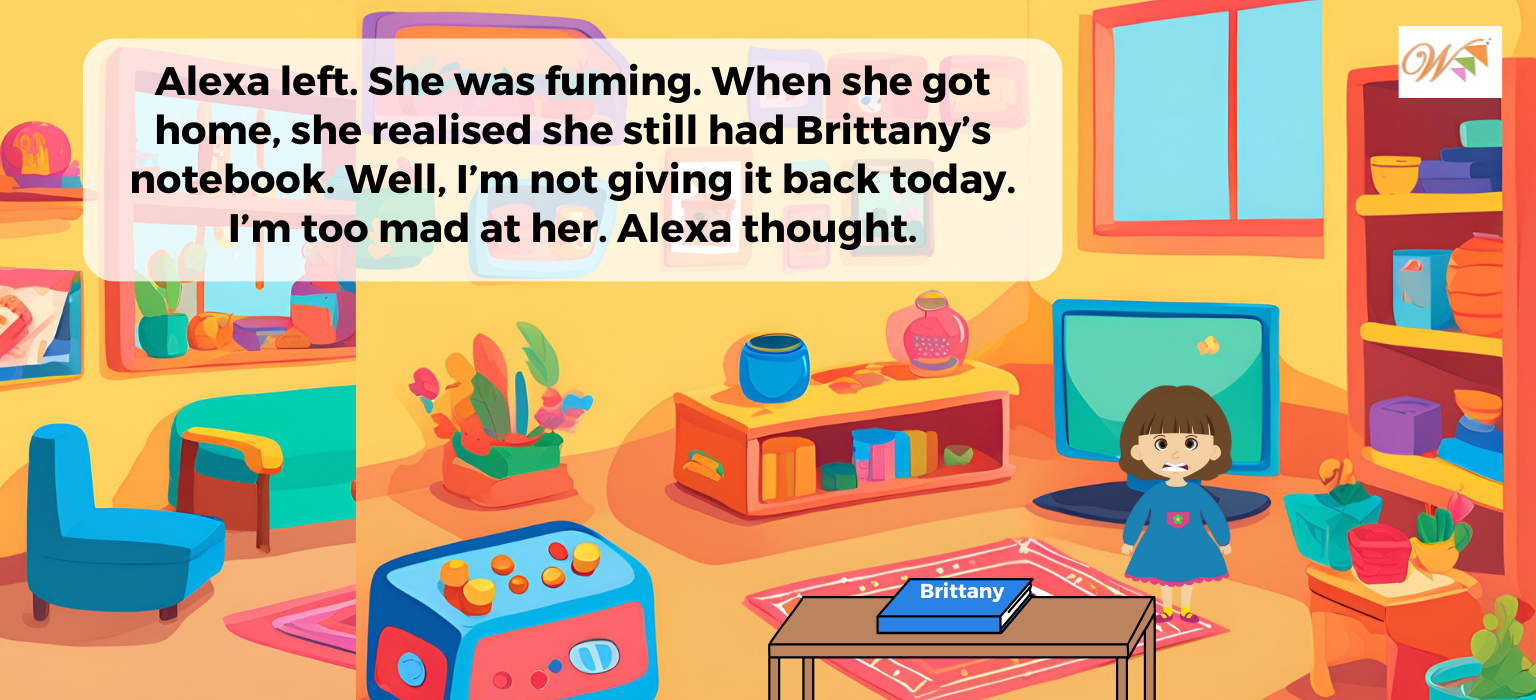 Alexa left. She was fuming. When she got
home, she realised she still had Brittany’s
notebook. Well, I’m not giving it back today.
I’m too mad at her. Alexa thought.
W
Brittany